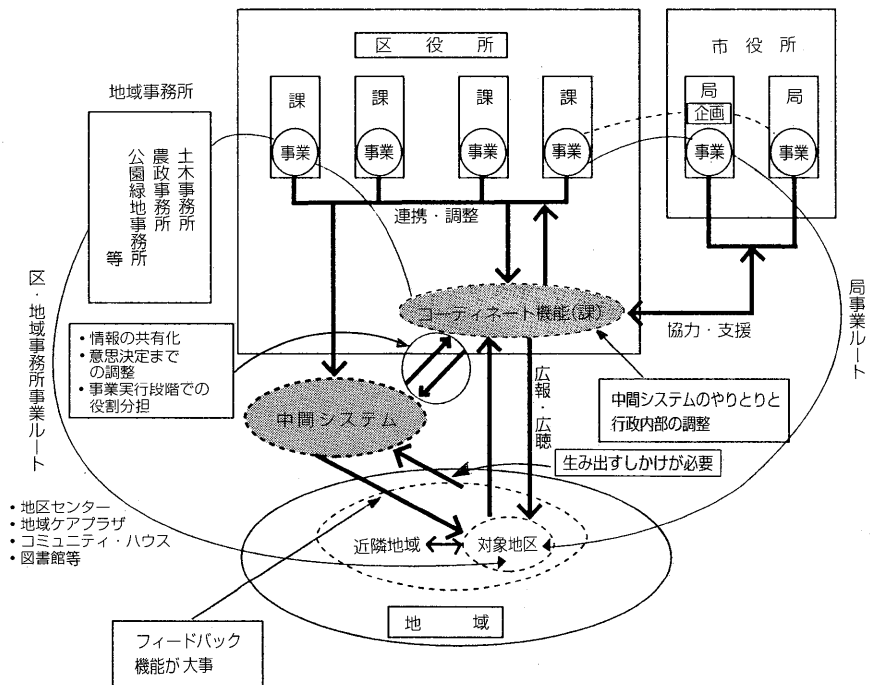 区役所
市役所
課
課
課
課
局
局
企画
事業
事業
事業
事業
事業
事業
地域事務所
土木事務所
農政事務所
公園緑地事務所
等
連携・調整
コーディネート機能(課)
協力・支援
区・地域事務所事業ルート
局事業ルート
・情報の共有化
・意思決定まで
の調整
・事業実行段階での
役割分担
中間システム
広報・広聴
中間システムのやりとりと
行政内部の調整
生み出すしかけが必要
・地区センター
・地域ケアプラザ
・コミュニティ・ハウス
・図書館等
近隣地域
対象地区
地域
フィードバック
機能が大事